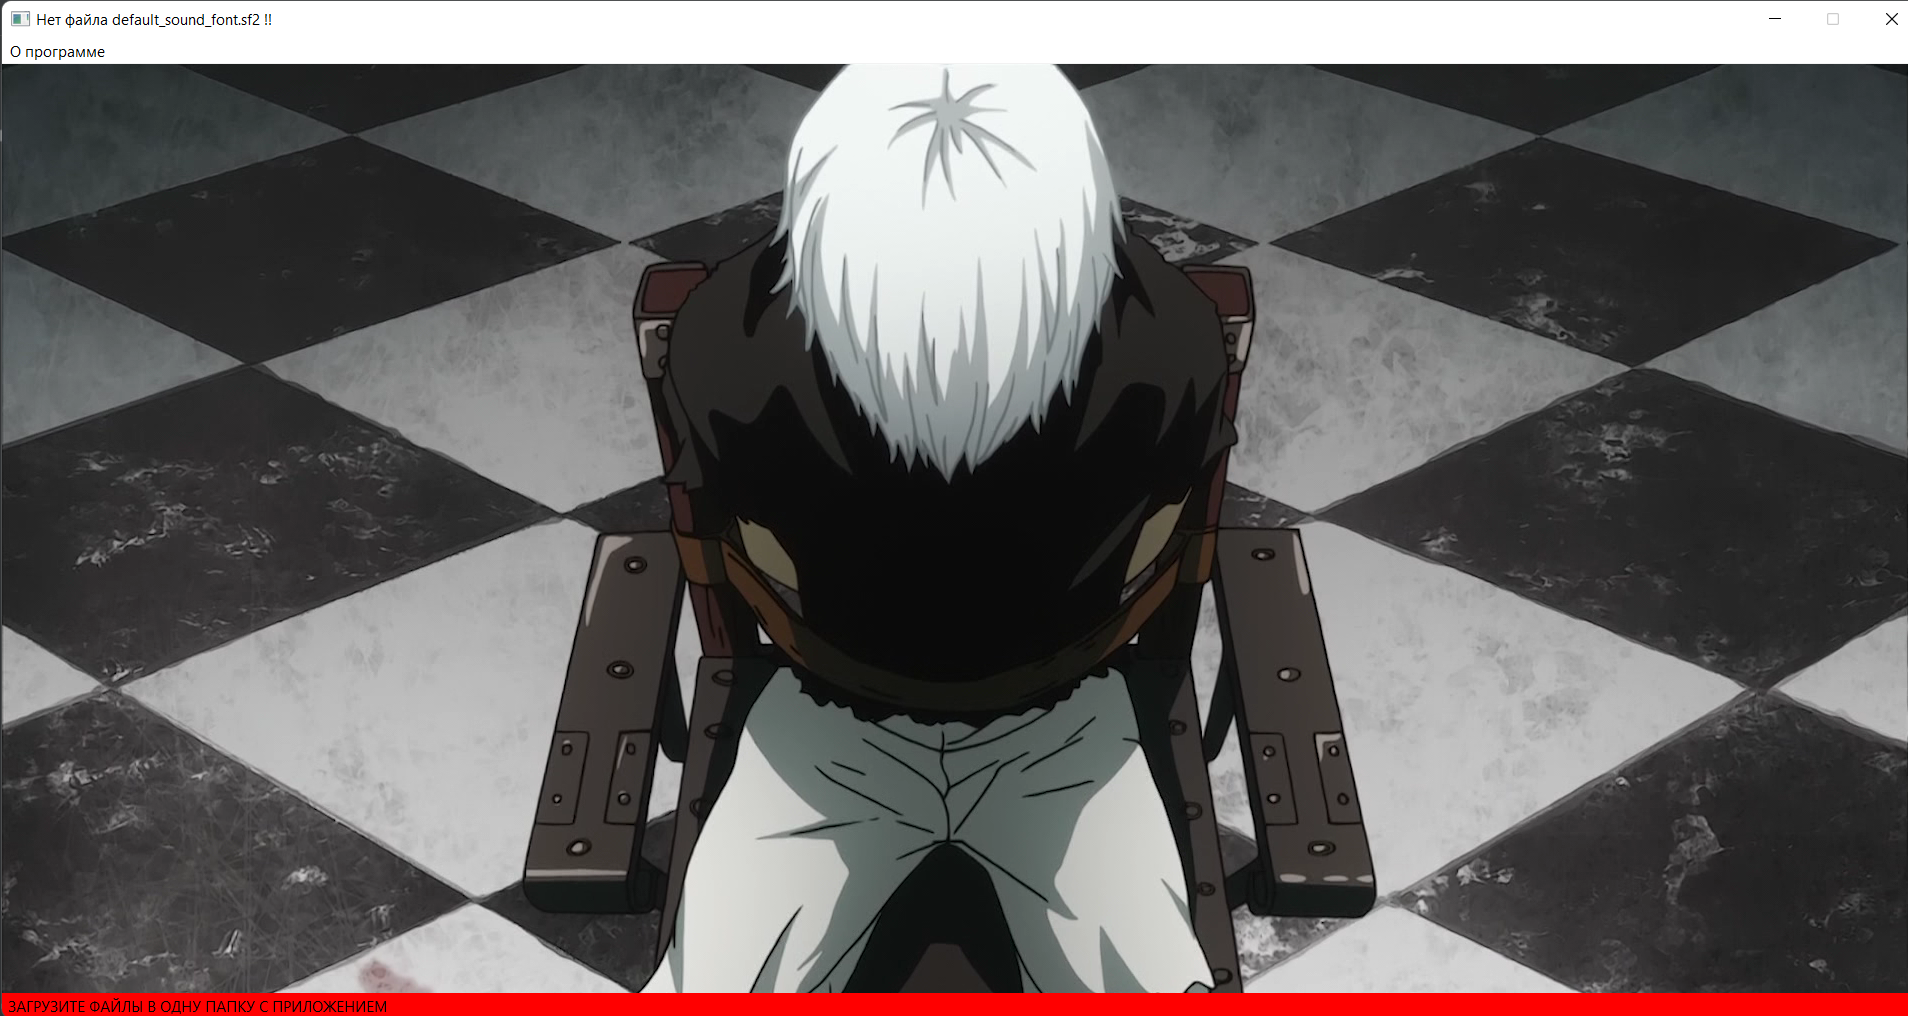 Нет файла default_sound_font.sf2 !!
О программе
ЗАГРУЗИТЕ ФАЙЛЫ В ОДНУ ПАПКУ С ПРИЛОЖЕНИЕМ